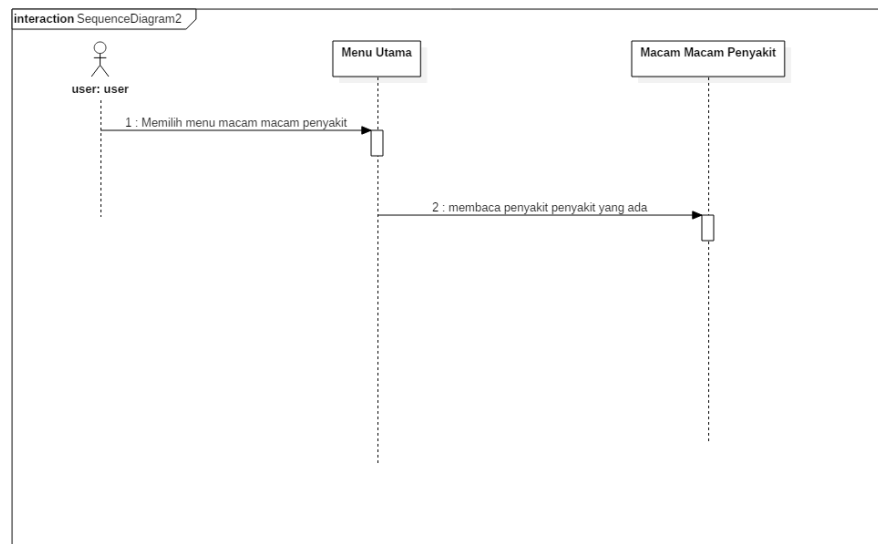 interaction SequenceDiagram2
Menu Utama
Macam Macam Penyakit
user: user
1 : Memilih menu macam macam penyakit
2 : membaca penyakit penyakit yang ada